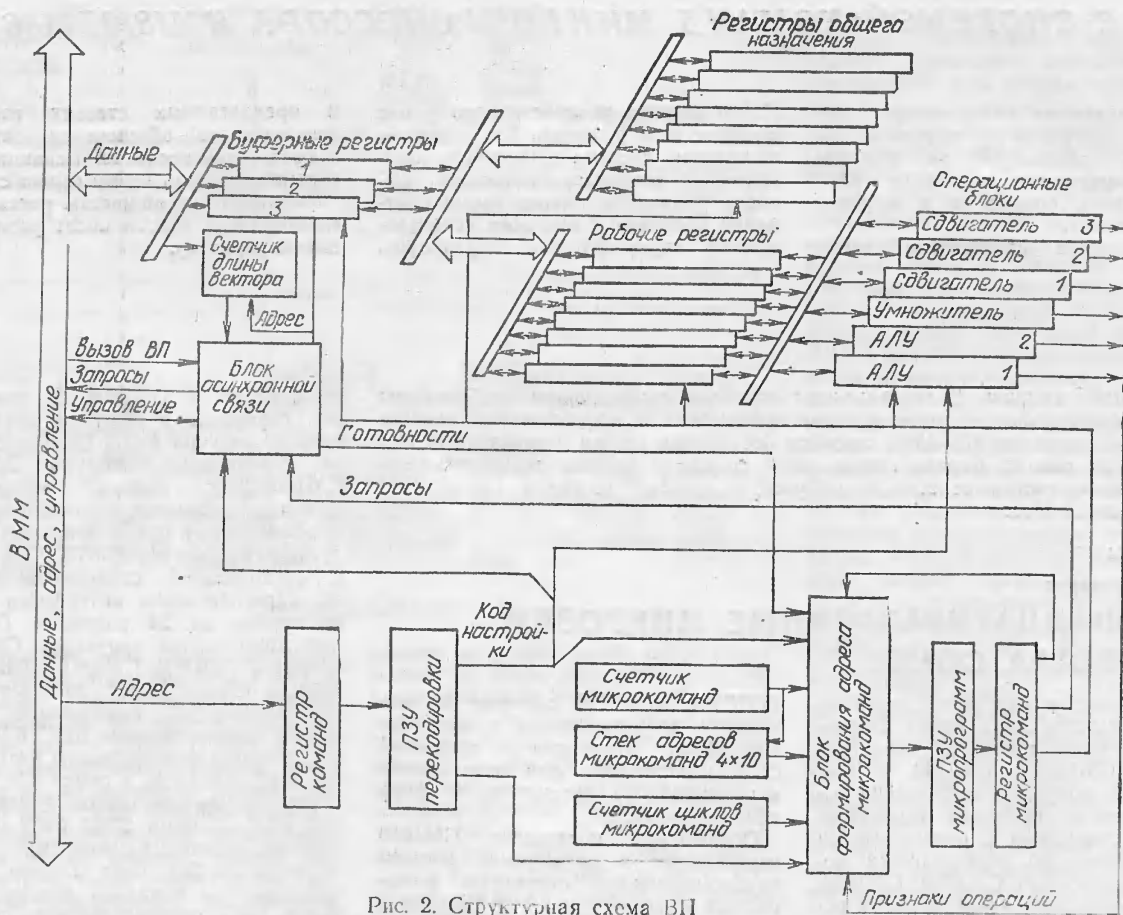 Регистры общего
назначения
Данные
Буферные регистры
1
2
3
Счетчик
длины
вектора
Адрес
Рабочие регистры
Операционные
блоки
Сдвигатель 3
Сдвигатель 2
Сдвигатель 1
Умножитель
АЛУ 2
АЛУ 1
Вызов ВП
Запросы
Управление
Блок
асинхронной
связи
Готовности
Запросы
ВММ
Данные, адрес, управление
Адрес
Регистр
команд
ПЗУ
перекодировки
Код
настрой-
ки
Счетчик
микрокоманд
Стек адресов
микрокоманд 4×10
Счетчик циклов
микрокоманд
Блок
формирования адреса
микрокоманд
ПЗУ
микропрограмм
Регистр
микрокоманд
Признаки операций
Рис. 2. Структурная схема ВП